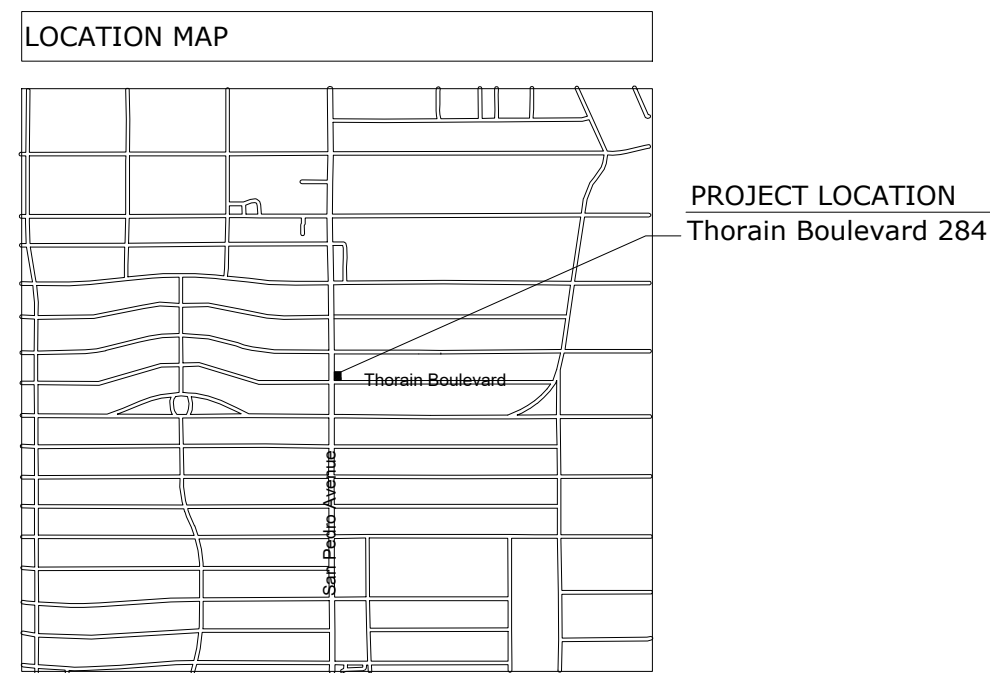 LOCATION MAP
PROJECT LOCATION
Thorain Boulevard 284
Thorain Boulevard
San Pedro Avenue